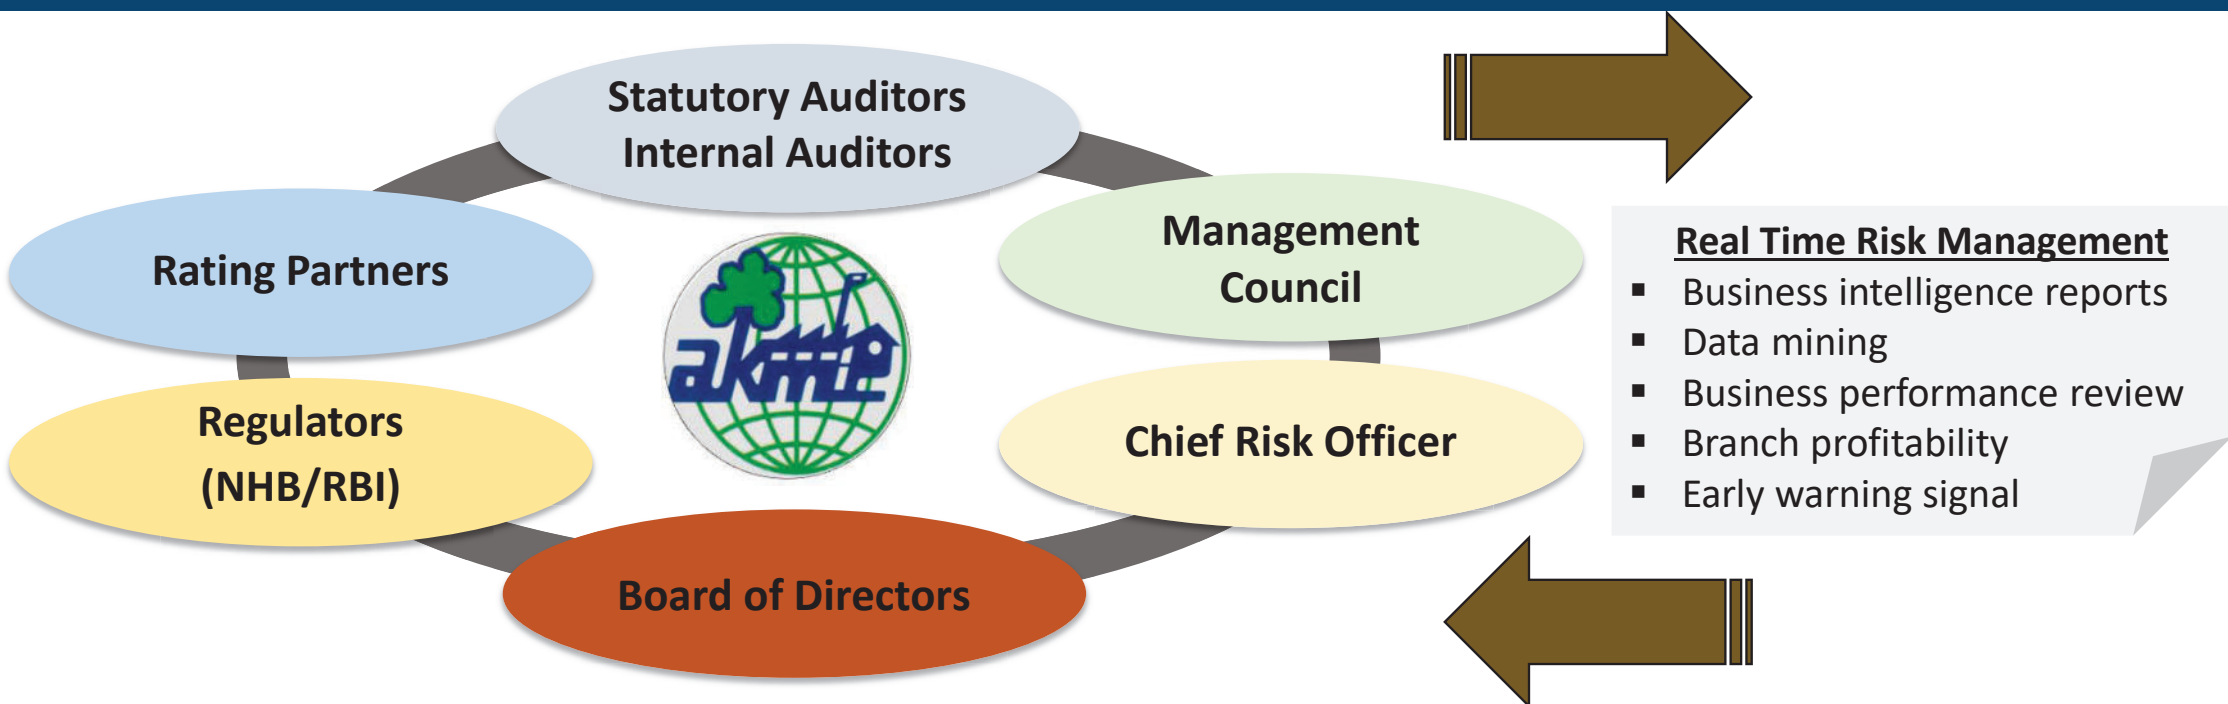 Statutory Auditors
Internal Auditors
Rating Partners
Management
Council
Regulators
(NHB/RBI)
Chief Risk Officer
Board of Directors
akme
Real Time Risk Management
▪ Business intelligence reports
▪ Data mining
▪ Business performance review
▪ Branch profitability
▪ Early warning signal